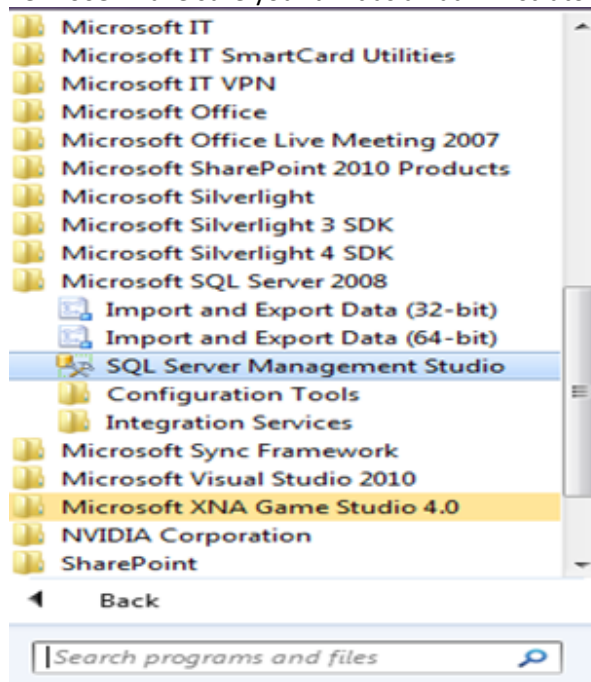 Microsoft IT
Microsoft IT SmartCard Utilities
Microsoft IT VPN
Microsoft Office
Microsoft Office Live Meeting 2007
Microsoft SharePoint 2010 Products
Microsoft Silverlight
Microsoft Silverlight 3 SDK
Microsoft Silverlight 4 SDK
Microsoft SQL Server 2008
Import and Export Data (32-bit)
Import and Export Data (64-bit)
SQL Server Management Studio
Configuration Tools
Integration Services
Microsoft Sync Framework
Microsoft Visual Studio 2010
Microsoft XNA Game Studio 4.0
NVIDIA Corporation
SharePoint
Back
Search programs and files